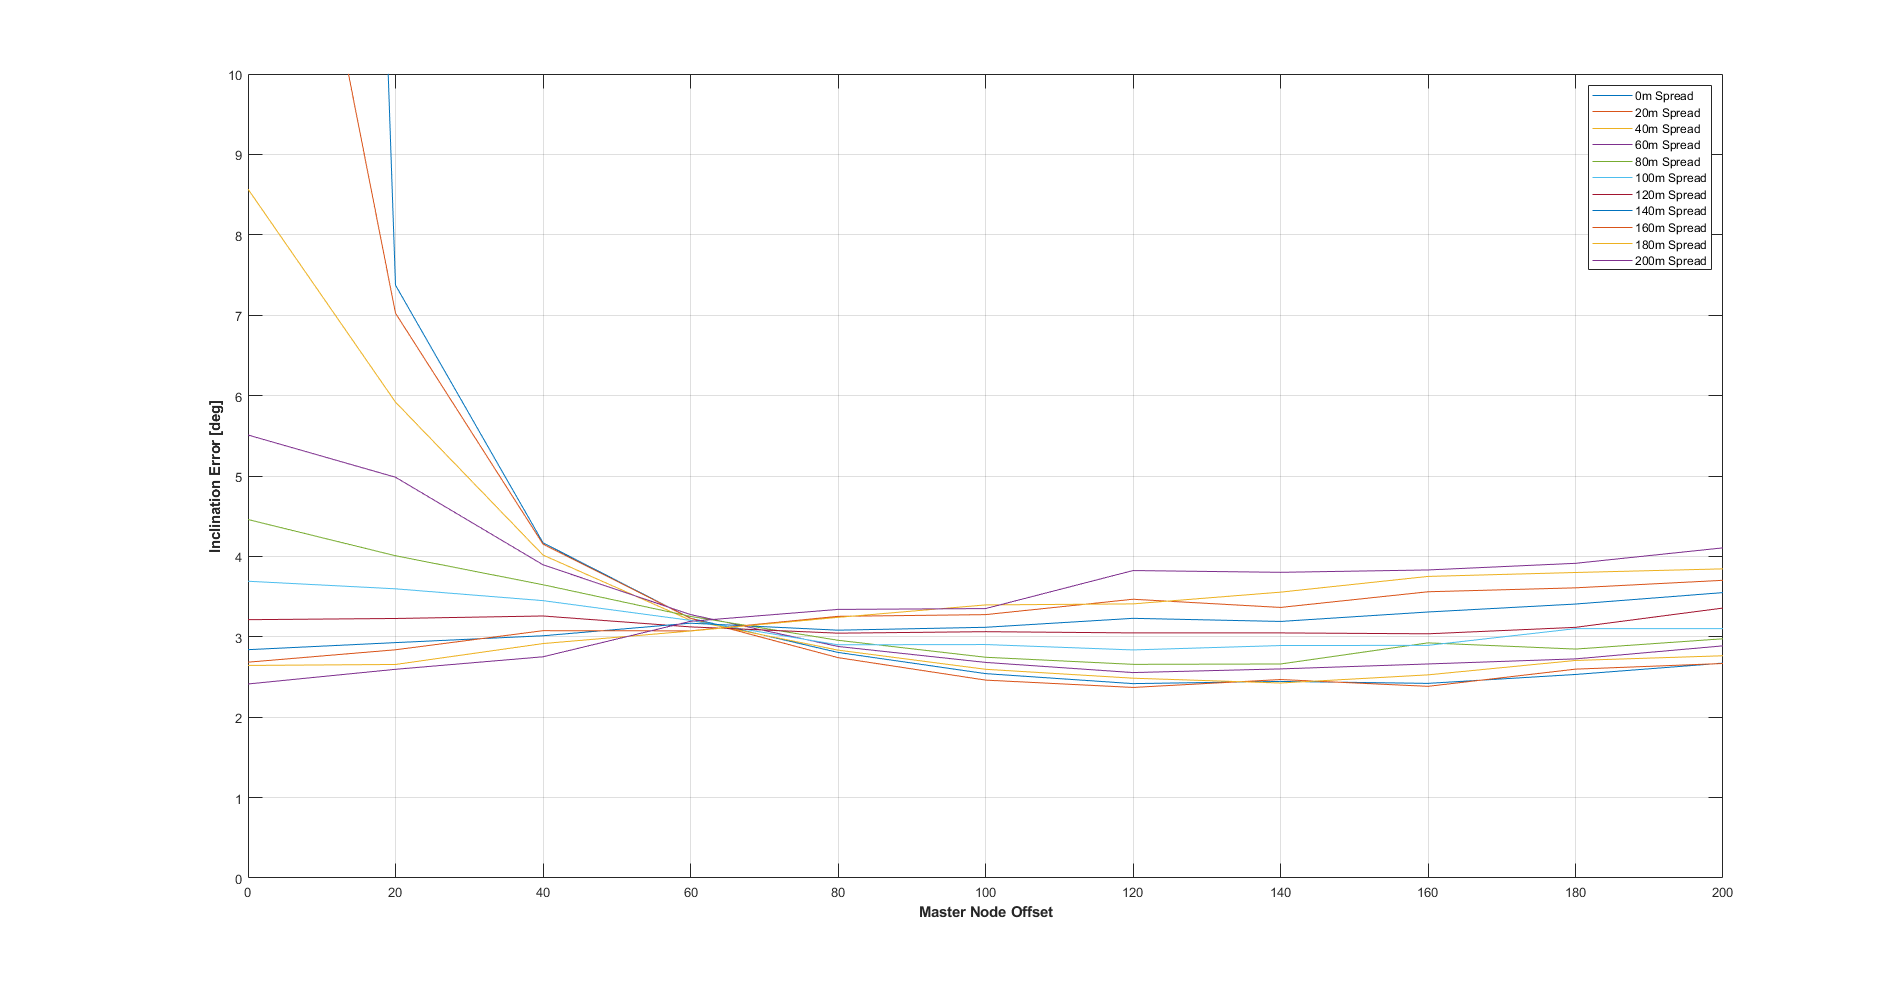 10
9
8
7
6
5
4
3
2
1
0
Inclination Error [deg]
0m Spread
20m Spread
40m Spread
60m Spread
80m Spread
100m Spread
120m Spread
140m Spread
160m Spread
180m Spread
200m Spread
0 20 40 60 80 100 120 140 160 180 200
Master Node Offset